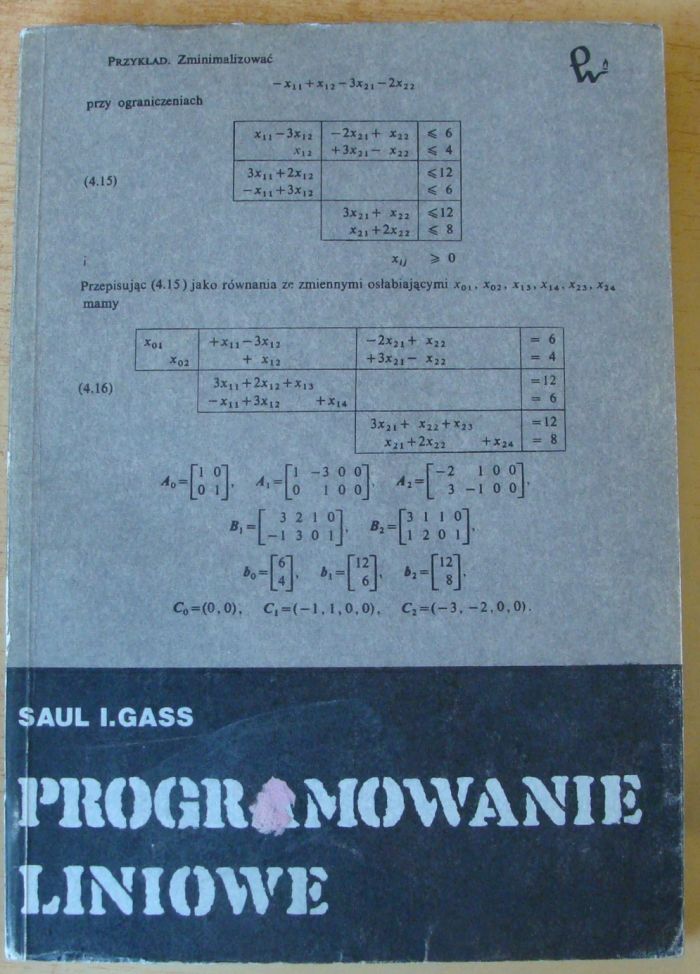 PRZYKŁAD. Zminimalizować
−x₁₁+x₁₂−3x₂₁−2x₂₂
przy ograniczeniach
x₁₁−3x₁₂ −2x₂₁+ x₂₂ ⩽ 6
x₁₂ +3x₂₁− x₂₂ ⩽ 4
(4.15)
3x₁₁+2x₁₂ ⩽12
−x₁₁+3x₁₂ ⩽ 6
3x₂₁+ x₂₂ ⩽12
x₂₁+2x₂₂ ⩽ 8
i xᵢⱼ ⩾ 0
Przepisując (4.15) jako równania ze zmiennymi osłabiającymi x₀₁, x₀₂, x₁₃, x₁₄, x₂₃, x₂₄
mamy
x₀₁ +x₁₁−3x₁₂ −2x₂₁+ x₂₂ = 6
x₀₂ + x₁₂ +3x₂₁− x₂₂ = 4
(4.16)
3x₁₁+2x₁₂+x₁₃ =12
−x₁₁+3x₁₂ +x₁₄ = 6
3x₂₁+ x₂₂+x₂₃ =12
x₂₁+2x₂₂ +x₂₄ = 8
A₀=[1 0; 0 1], A₁=[1 −3 0 0; 0 1 0 0], A₂=[−2 1 0 0; 3 −1 0 0],
B₁=[3 2 1 0; −1 3 0 1], B₂=[3 1 1 0; 1 2 0 1],
b₀=[6; 4], b₁=[12; 6], b₂=[12; 8].
C₀=(0,0), C₁=(−1,1,0,0), C₂=(−3,−2,0,0).
SAUL I.GASS
PROGRAMOWANIE
LINIOWE